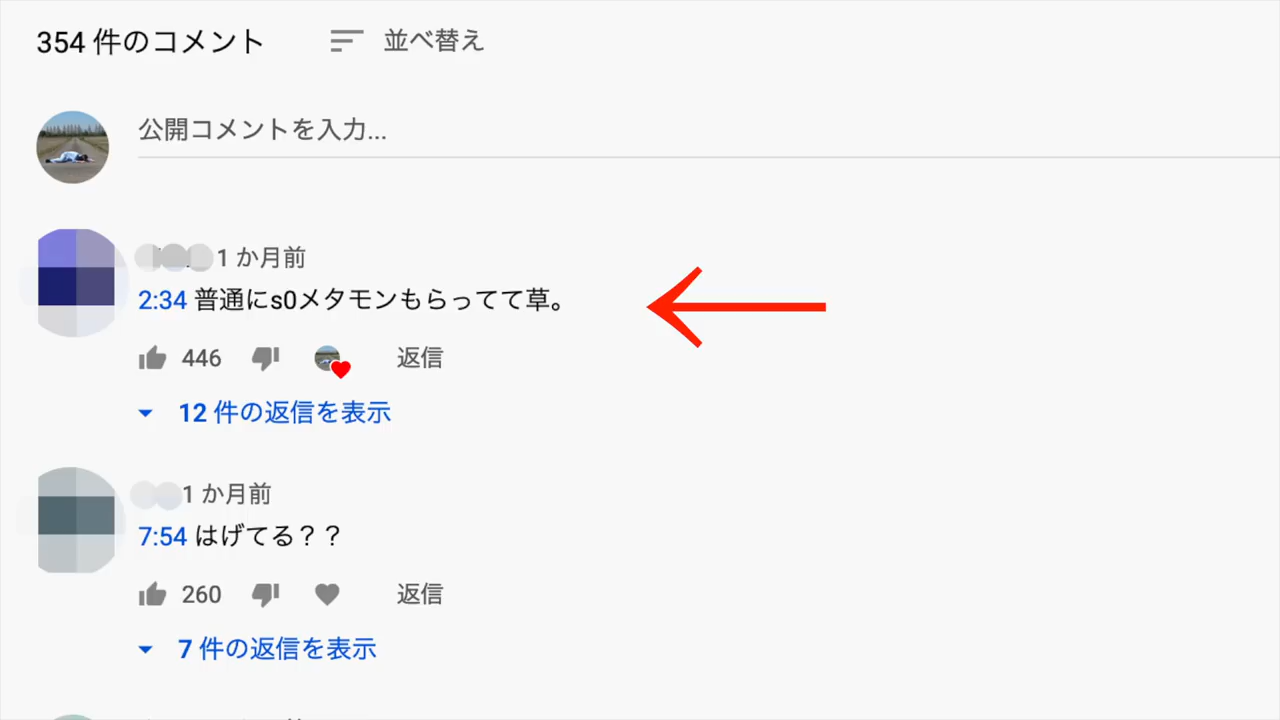 354 件のコメント
並べ替え
公開コメントを入力...
1 か月前
2:34 普通にs0メタモンもらってて草。
446
返信
12 件の返信を表示
1 か月前
7:54 はげてる？？
260
返信
7 件の返信を表示